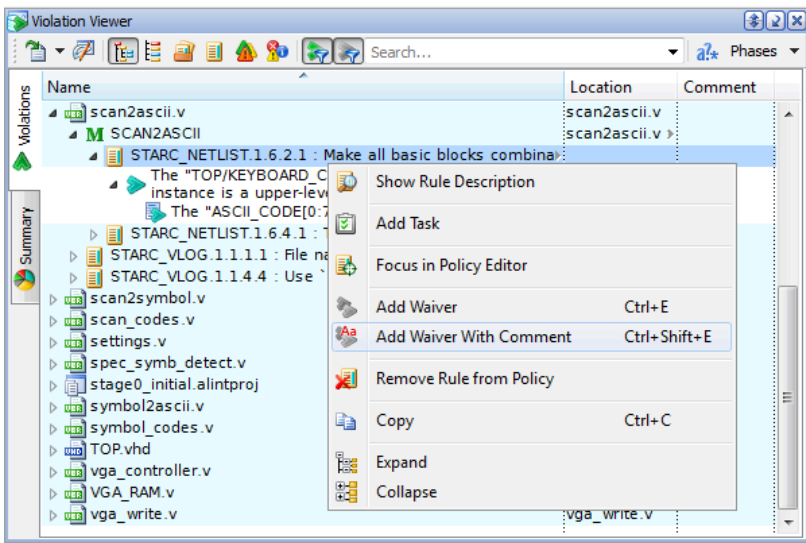 Violation Viewer
Search...
a?* Phases
Name Location Comment
Violations
Summary
scan2ascii.v scan2ascii.v
M SCAN2ASCII scan2ascii.v
STARC_NETLIST.1.6.2.1 : Make all basic blocks combina
The "TOP/KEYBOARD_C
instance is a upper-leve
The "ASCII_CODE[0:7
STARC_NETLIST.1.6.4.1 : T
STARC_VLOG.1.1.1.1 : File na
STARC_VLOG.1.1.4.4 : Use `
scan2symbol.v
scan_codes.v
settings.v
spec_symb_detect.v
stage0_initial.alintproj
symbol2ascii.v
symbol_codes.v
TOP.vhd
vga_controller.v
VGA_RAM.v
vga_write.v vga_write.v
Show Rule Description
Add Task
Focus in Policy Editor
Add Waiver Ctrl+E
Aa Add Waiver With Comment Ctrl+Shift+E
Remove Rule from Policy
Copy Ctrl+C
Expand
Collapse